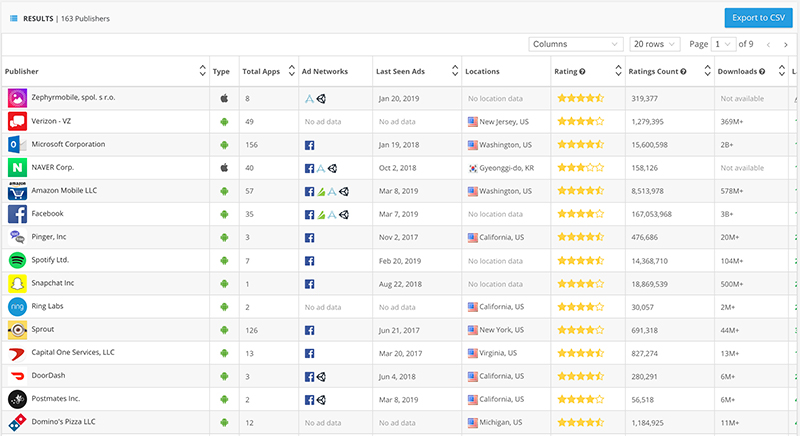 RESULTS | 163 Publishers Export to CSV
Columns 20 rows Page 1 of 9
Publisher Type Total Apps Ad Networks Last Seen Ads Locations Rating Ratings Count Downloads
Zephyrmobile, spol. s r.o. 8 Jan 20, 2019 No location data 319,377 Not available
Verizon - VZ 49 No ad data No ad data New Jersey, US 1,279,395 369M+
Microsoft Corporation 156 Jan 19, 2018 Washington, US 15,600,598 2B+
N NAVER Corp. 40 Oct 2, 2018 Gyeonggi-do, KR 158,126 Not available
amazon Amazon Mobile LLC 57 Mar 8, 2019 Washington, US 8,513,978 578M+
Facebook 35 Mar 7, 2019 No location data 167,053,968 3B+
Pinger, Inc 3 Nov 2, 2017 California, US 476,686 20M+
Spotify Ltd. 7 Feb 20, 2019 No location data 14,368,710 104M+
Snapchat Inc 1 Aug 22, 2018 No location data 18,869,539 500M+
ring Ring Labs 2 No ad data No ad data California, US 30,057 2M+
Sprout 126 Jun 21, 2017 New York, US 691,318 44M+
Capital One Services, LLC 13 Mar 20, 2017 Virginia, US 827,274 13M+
DoorDash 3 Jun 4, 2018 California, US 280,291 6M+
Postmates Inc. 2 Mar 8, 2019 California, US 56,518 6M+
Domino's Pizza LLC 12 No ad data No ad data Michigan, US 1,184,925 11M+